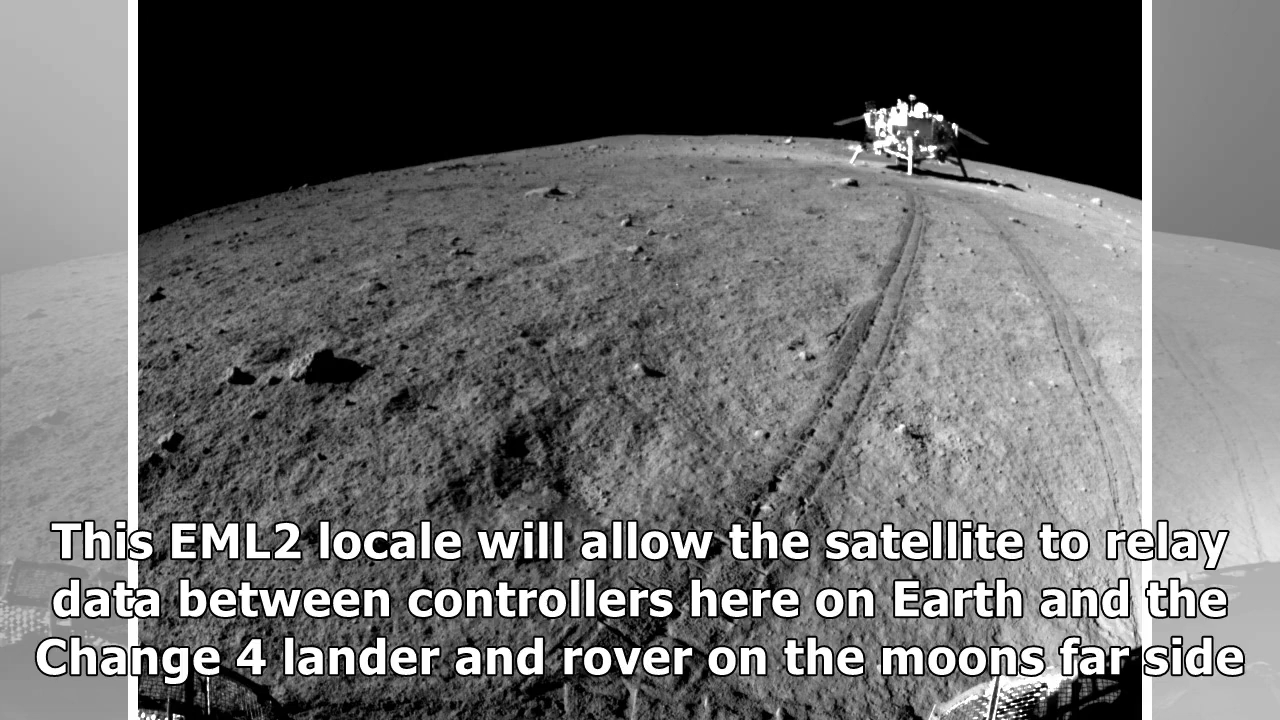 This EML2 locale will allow the satellite to relay
data between controllers here on Earth and the
Change 4 lander and rover on the moons far side